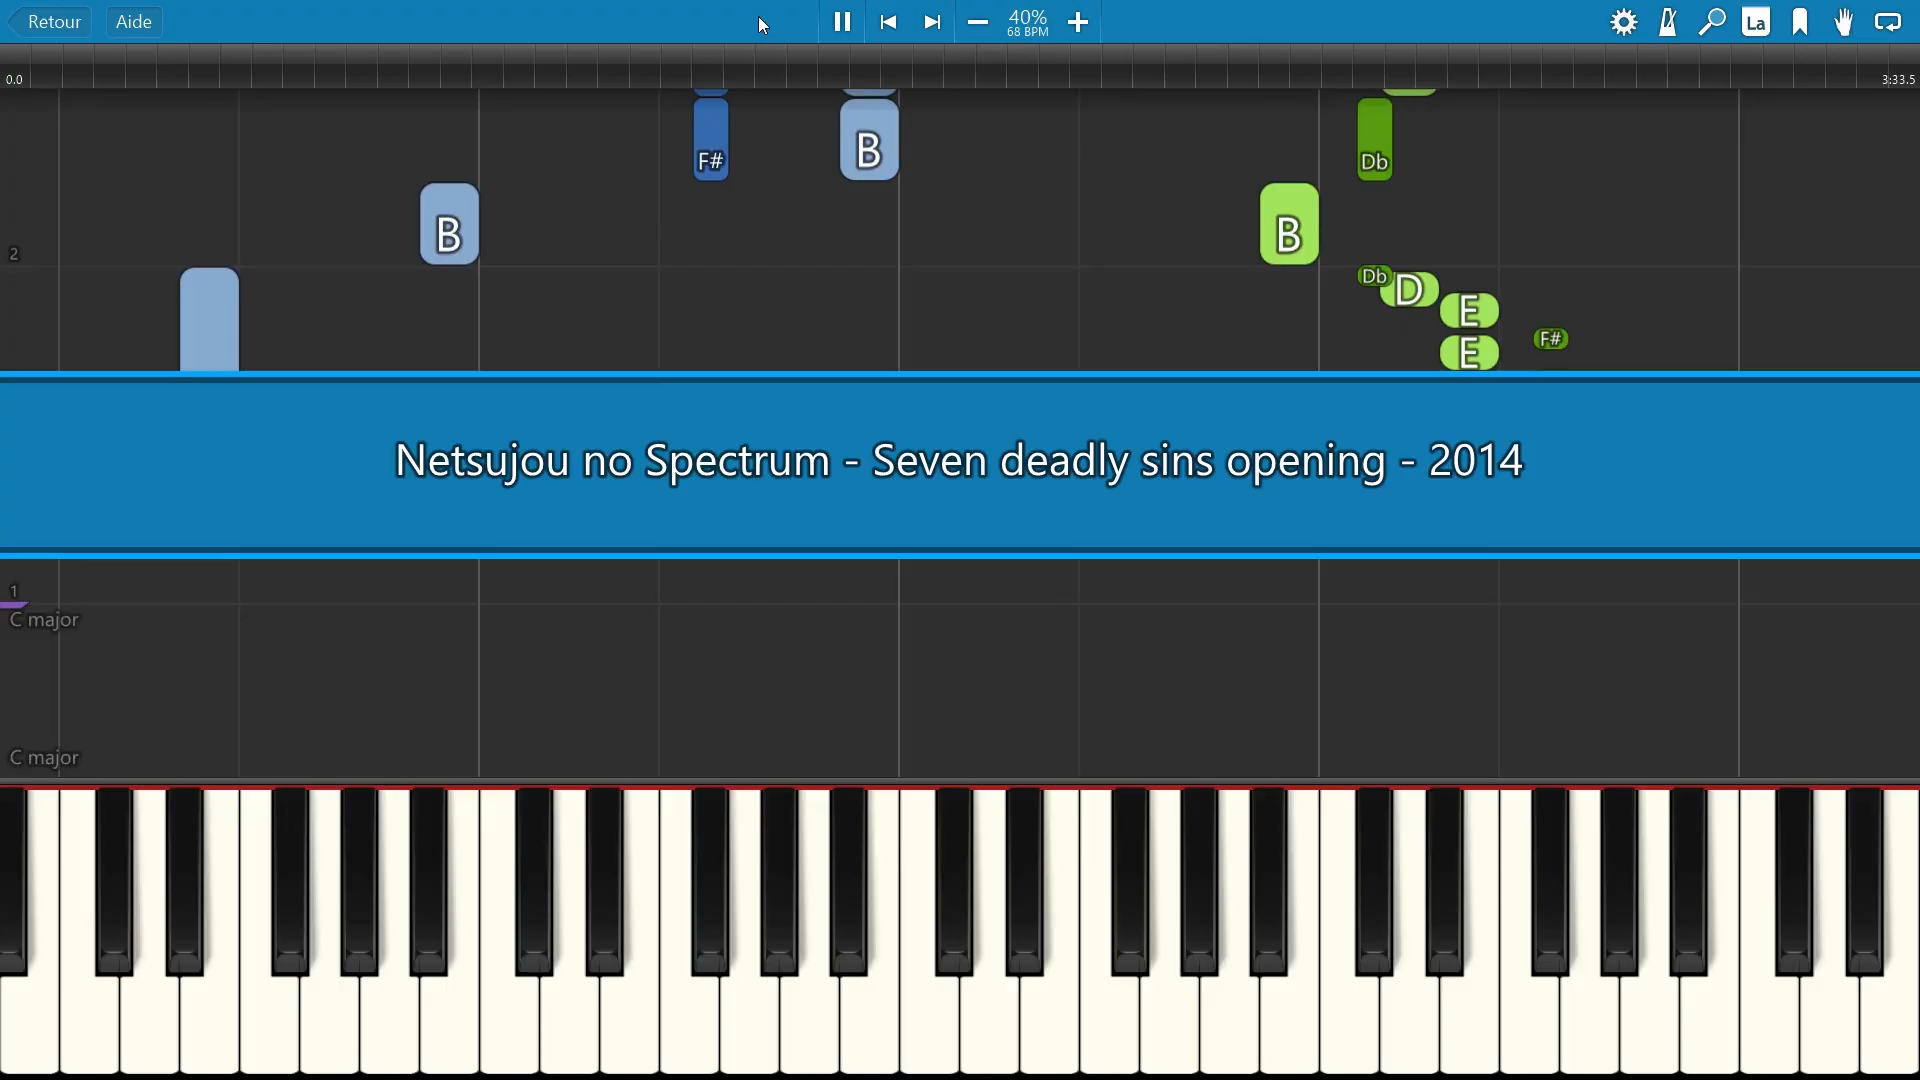 Retour
Aide
40%
68 BPM
La
0.0
3:33.5
F#
B
Db
B
B
2
Db
D
E
F#
E
Netsujou no Spectrum - Seven deadly sins opening - 2014
1
C major
C major